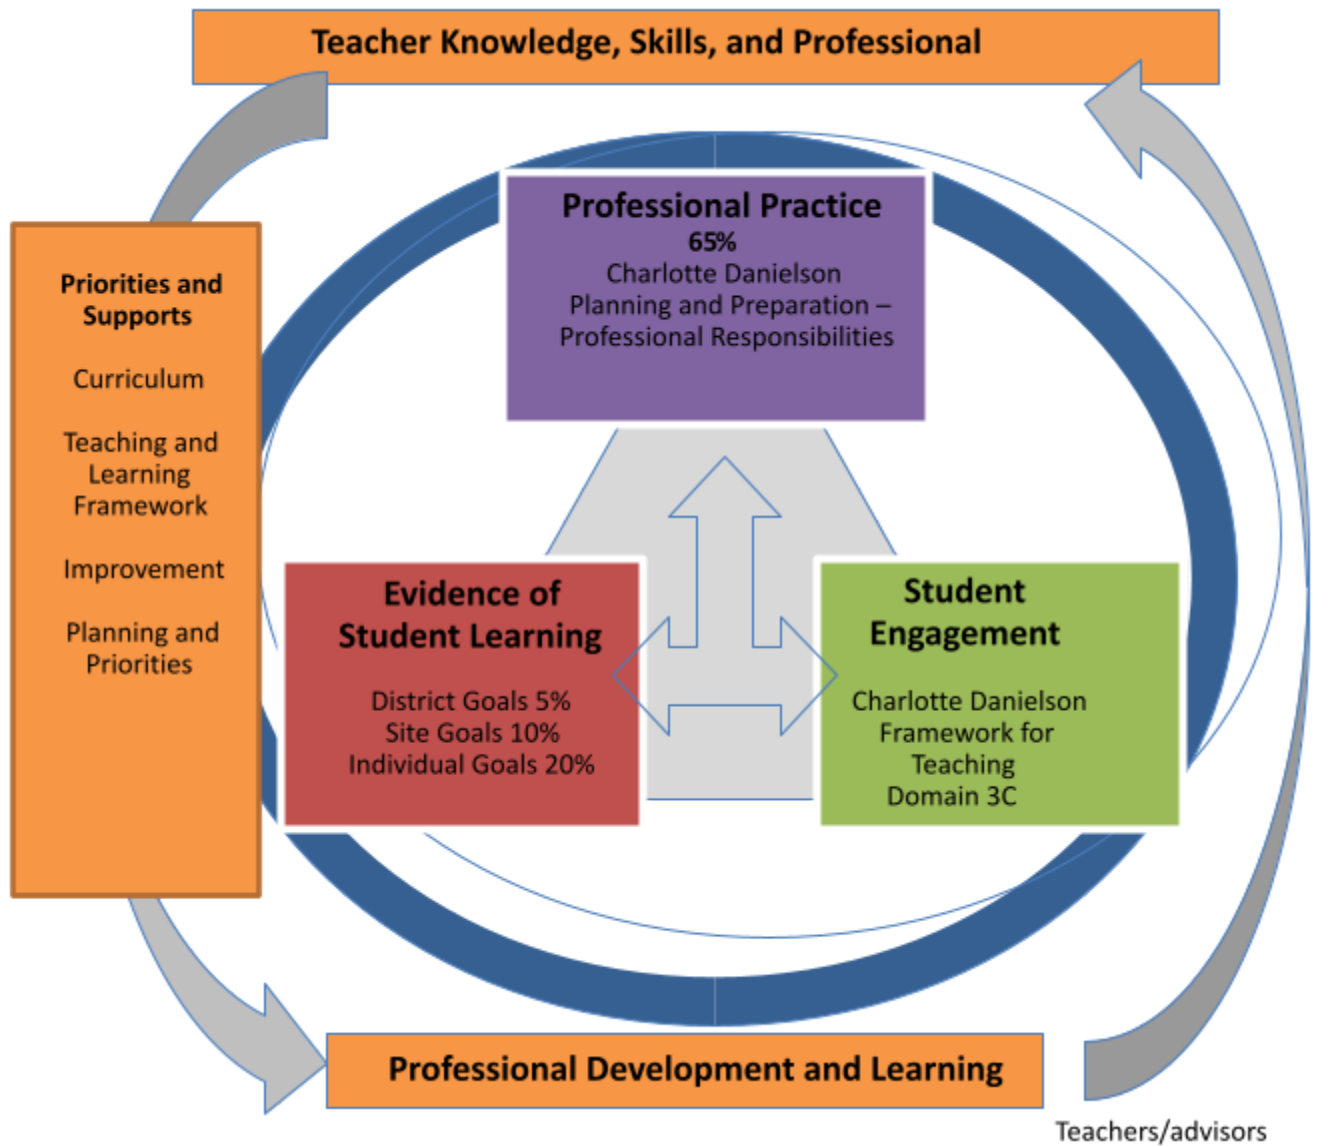 Teacher Knowledge, Skills, and Professional
Professional Practice
65%
Charlotte Danielson
Planning and Preparation –
Professional Responsibilities
Priorities and
Supports
Curriculum
Teaching and
Learning
Framework
Improvement
Planning and
Priorities
Evidence of
Student Learning
District Goals 5%
Site Goals 10%
Individual Goals 20%
Student
Engagement
Charlotte Danielson
Framework for
Teaching
Domain 3C
Professional Development and Learning
Teachers/advisors